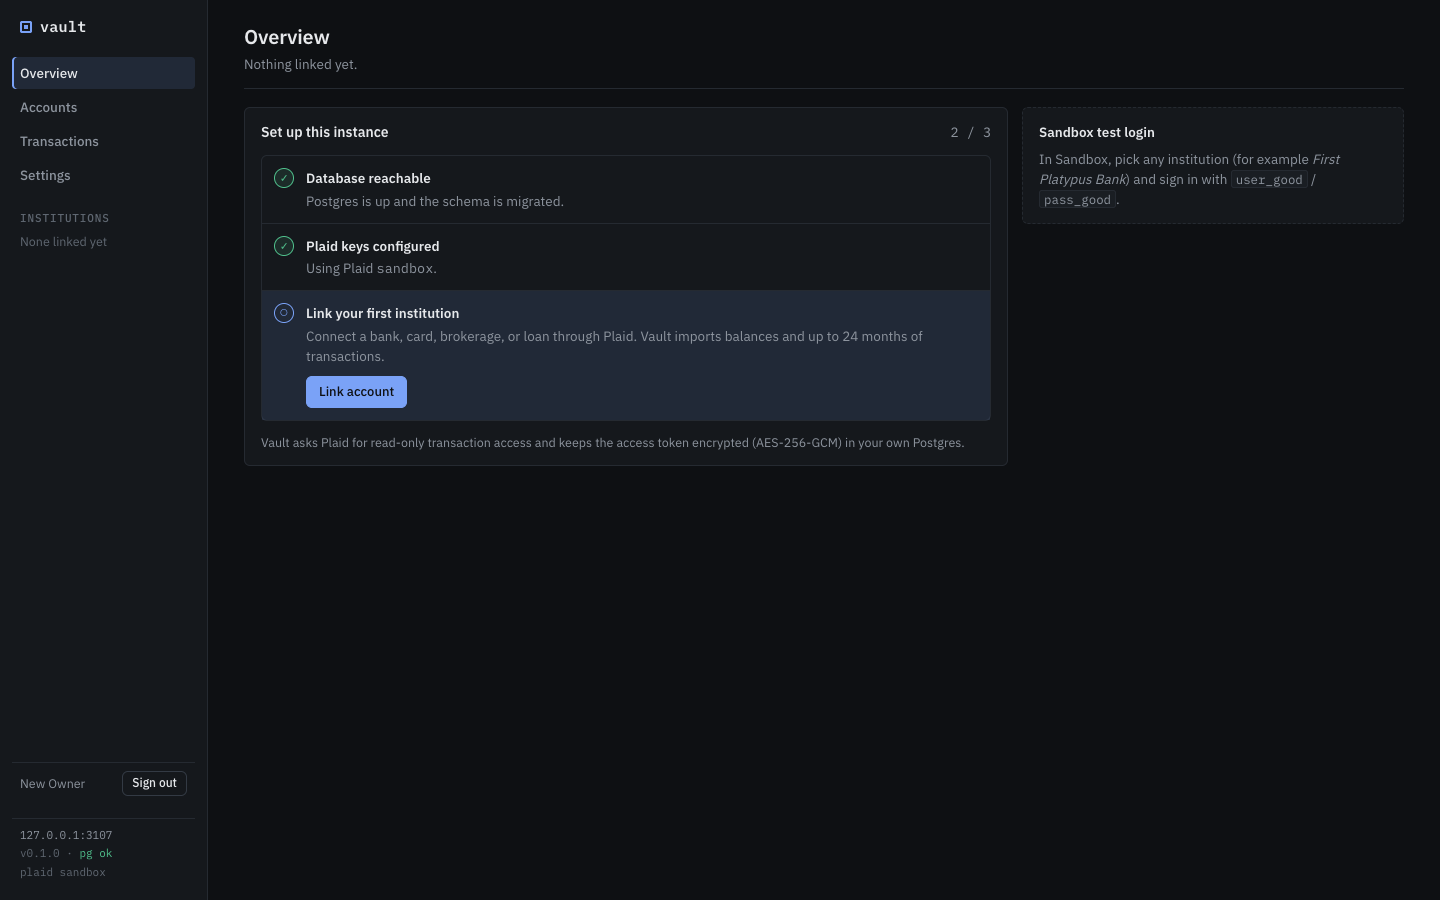 vault
Overview
Accounts
Transactions
Settings
INSTITUTIONS
None linked yet
New Owner
Sign out
127.0.0.1:3107
v0.1.0 · pg ok
plaid sandbox
Overview
Nothing linked yet.
Set up this instance
2 / 3
✓ Database reachable
Postgres is up and the schema is migrated.
✓ Plaid keys configured
Using Plaid sandbox.
Link your first institution
Connect a bank, card, brokerage, or loan through Plaid. Vault imports balances and up to 24 months of
transactions.
Link account
Vault asks Plaid for read-only transaction access and keeps the access token encrypted (AES-256-GCM) in your own Postgres.
Sandbox test login
In Sandbox, pick any institution (for example First
Platypus Bank) and sign in with user_good /
pass_good.